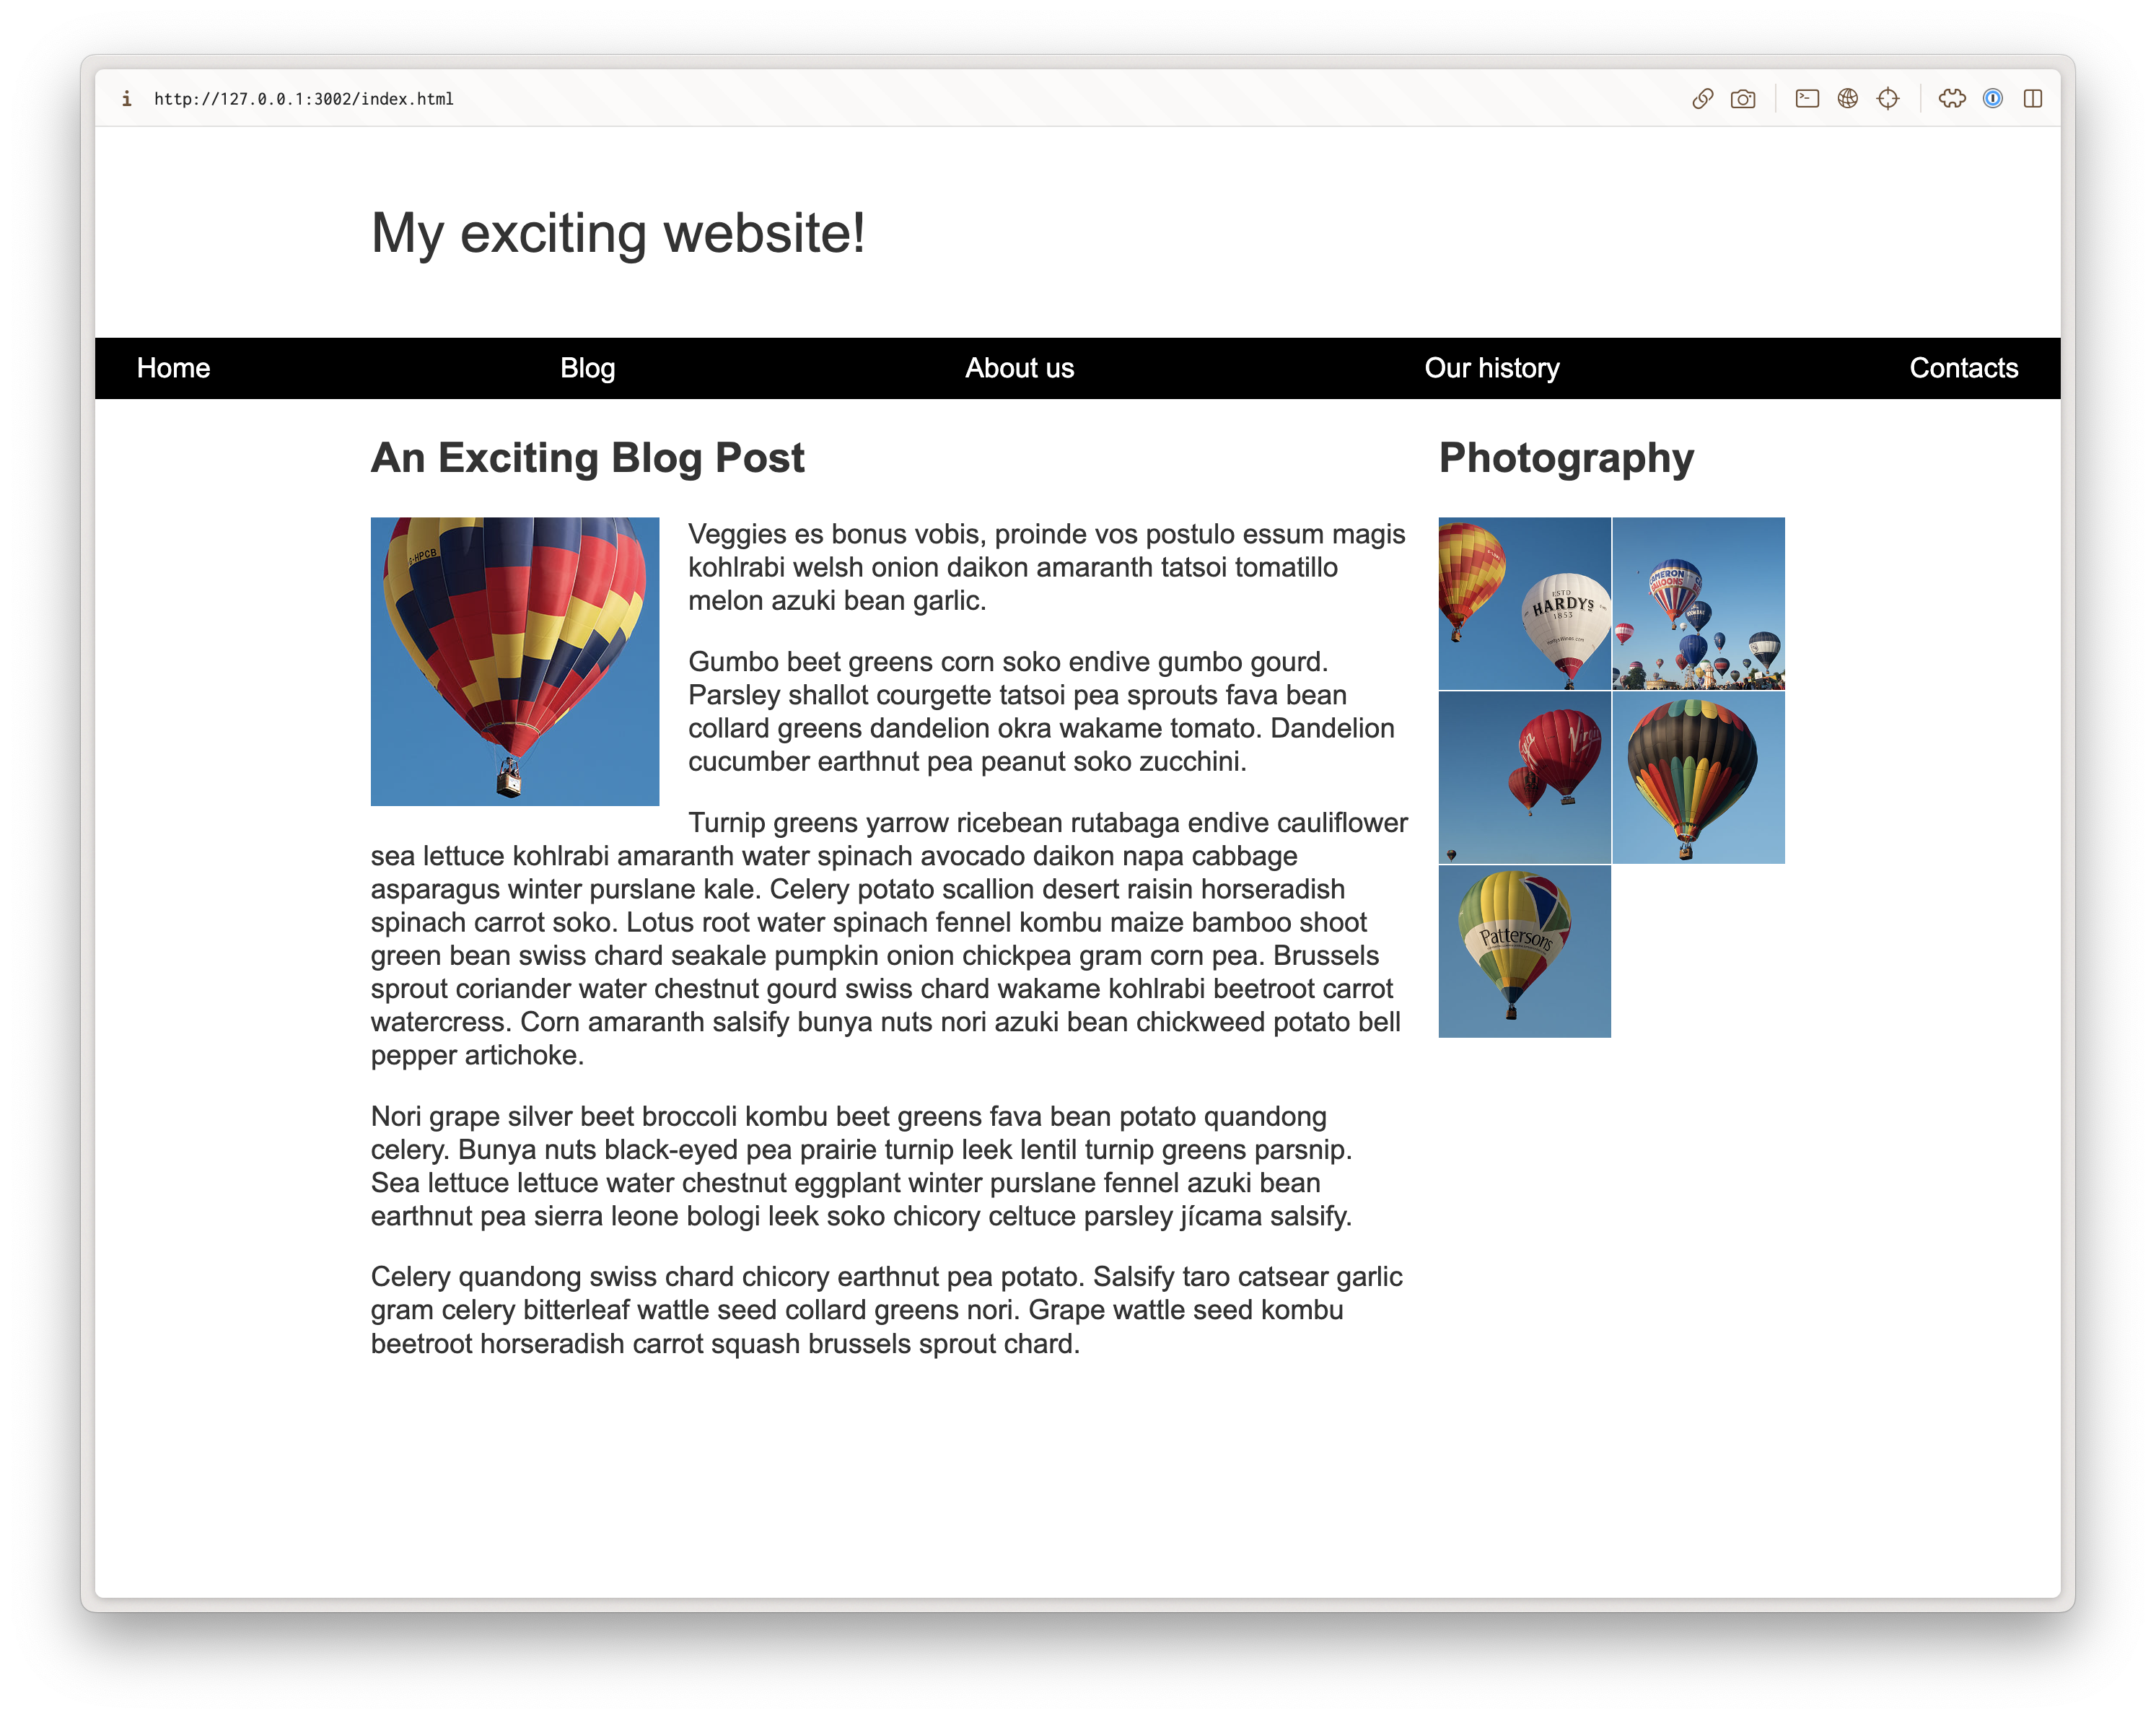 http://127.0.0.1:3002/index.html
My exciting website!
Home Blog About us Our history Contacts
An Exciting Blog Post
G-HPCB
Veggies es bonus vobis, proinde vos postulo essum magis
kohlrabi welsh onion daikon amaranth tatsoi tomatillo
melon azuki bean garlic.
Gumbo beet greens corn soko endive gumbo gourd.
Parsley shallot courgette tatsoi pea sprouts fava bean
collard greens dandelion okra wakame tomato. Dandelion
cucumber earthnut pea peanut soko zucchini.
Turnip greens yarrow ricebean rutabaga endive cauliflower
sea lettuce kohlrabi amaranth water spinach avocado daikon napa cabbage
asparagus winter purslane kale. Celery potato scallion desert raisin horseradish
spinach carrot soko. Lotus root water spinach fennel kombu maize bamboo shoot
green bean swiss chard seakale pumpkin onion chickpea gram corn pea. Brussels
sprout coriander water chestnut gourd swiss chard wakame kohlrabi beetroot carrot
watercress. Corn amaranth salsify bunya nuts nori azuki bean chickweed potato bell
pepper artichoke.
Nori grape silver beet broccoli kombu beet greens fava bean potato quandong
celery. Bunya nuts black-eyed pea prairie turnip leek lentil turnip greens parsnip.
Sea lettuce lettuce water chestnut eggplant winter purslane fennel azuki bean
earthnut pea sierra leone bologi leek soko chicory celtuce parsley jícama salsify.
Celery quandong swiss chard chicory earthnut pea potato. Salsify taro catsear garlic
gram celery bitterleaf wattle seed collard greens nori. Grape wattle seed kombu
beetroot horseradish carrot squash brussels sprout chard.
Photography
ESTD
HARDYS
1853
CAMERON
BALLOONS
Virgin
Pattersons